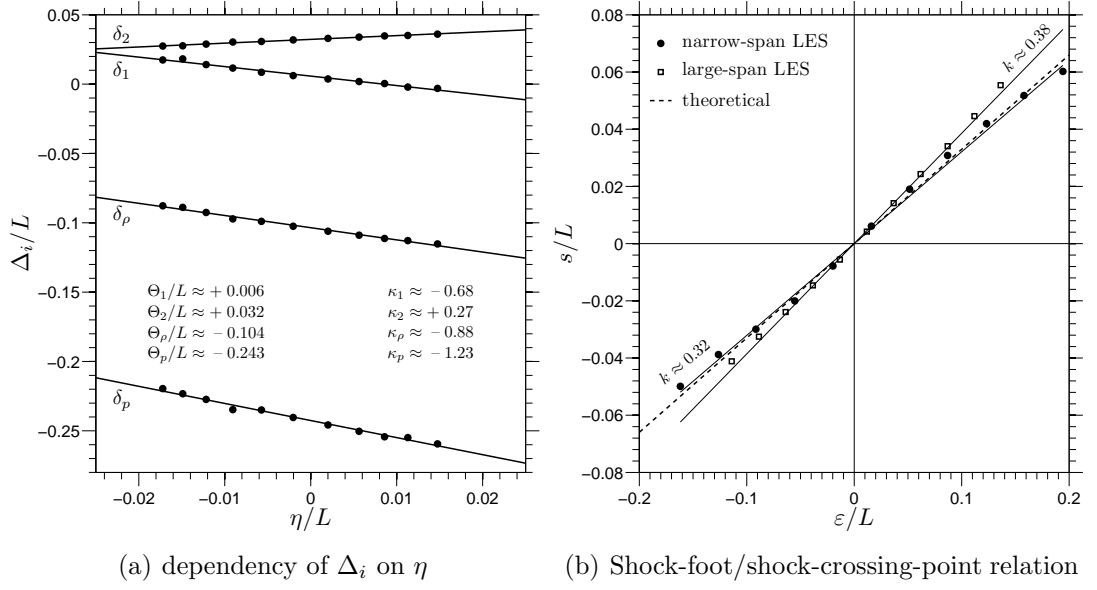 0.05
0
−0.05
−0.1
−0.15
−0.2
−0.25
Δᵢ/L
δ₂
δ₁
δρ
δp
Θ₁/L ≈ + 0.006
Θ₂/L ≈ + 0.032
Θρ/L ≈ − 0.104
Θp/L ≈ − 0.243
κ₁ ≈ − 0.68
κ₂ ≈ + 0.27
κρ ≈ − 0.88
κp ≈ − 1.23
−0.02 −0.01 0 0.01 0.02
η/L
(a) dependency of Δᵢ on η
0.08
0.06
0.04
0.02
0
−0.02
−0.04
−0.06
−0.08
s/L
narrow-span LES
large-span LES
theoretical
k ≈ 0.38
k ≈ 0.32
−0.2 −0.1 0 0.1 0.2
ε/L
(b) Shock-foot/shock-crossing-point relation